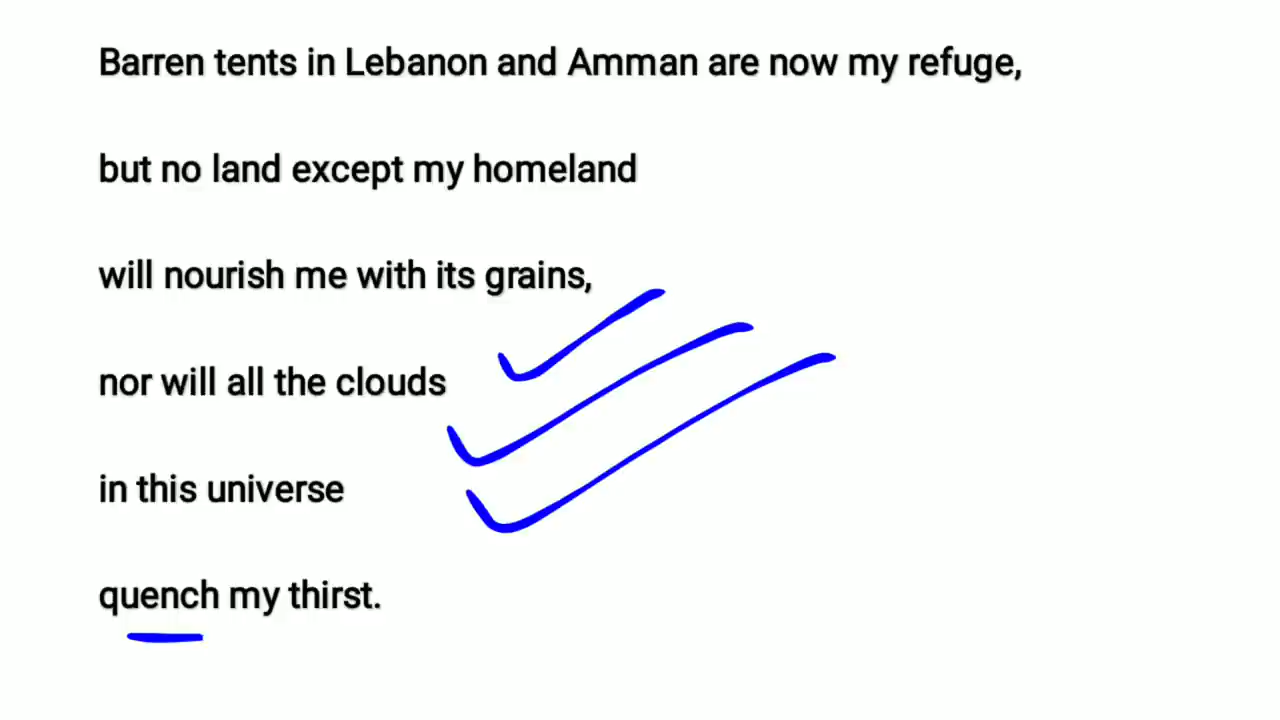 Barren tents in Lebanon and Amman are now my refuge,
but no land except my homeland
will nourish me with its grains,
nor will all the clouds
in this universe
quench my thirst.